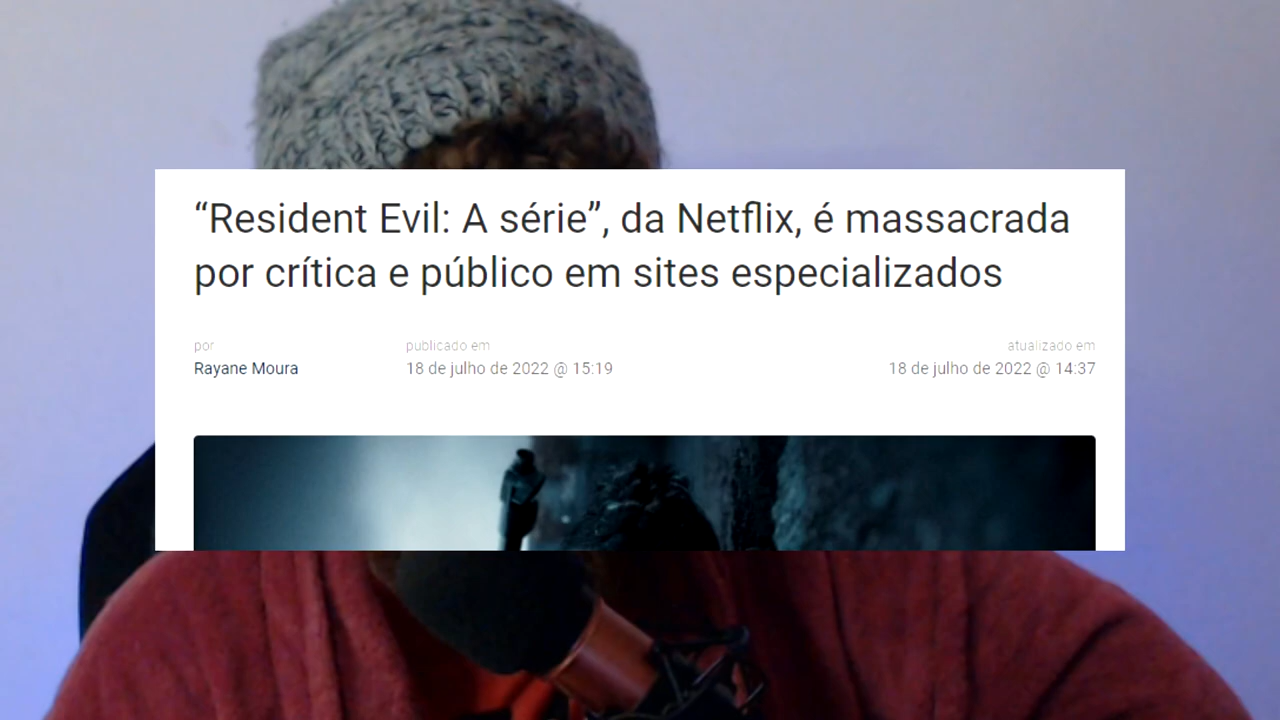 “Resident Evil: A série”, da Netflix, é massacrada
por crítica e público em sites especializados
por
publicado em
atualizado em
Rayane Moura
18 de julho de 2022 @ 15:19
18 de julho de 2022 @ 14:37